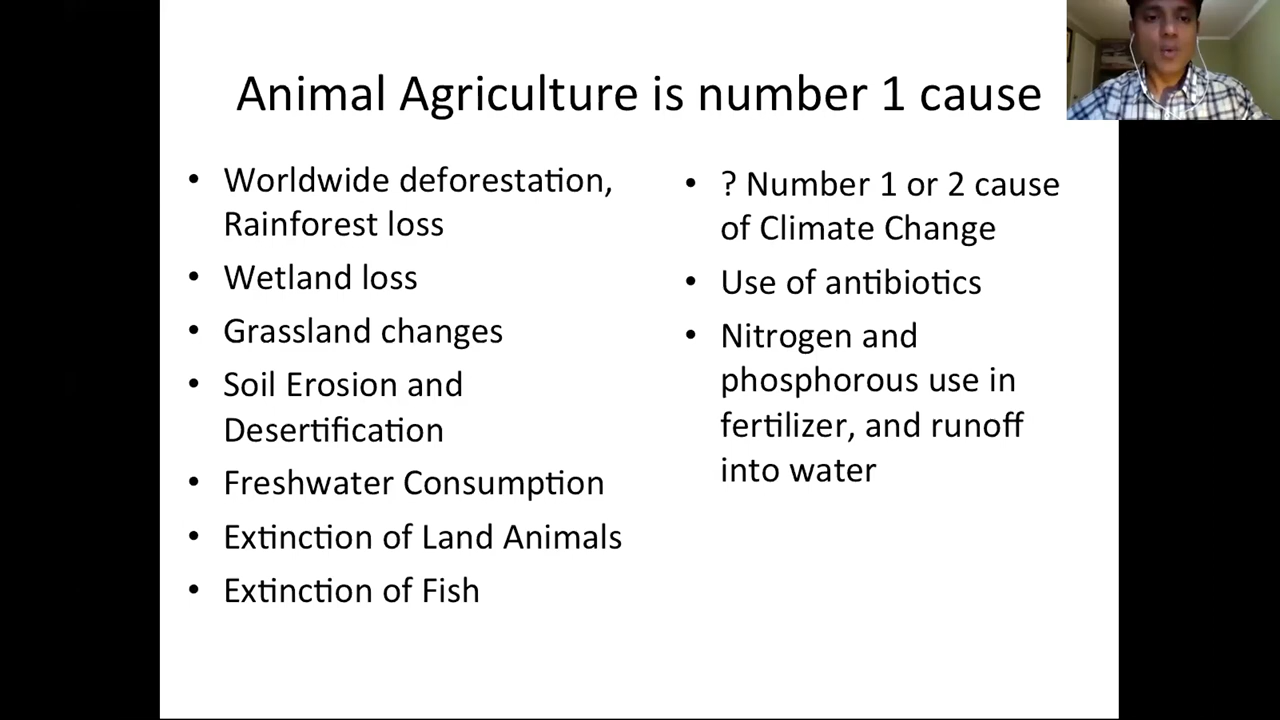 Animal Agriculture is number 1 cause
• Worldwide deforestation,
Rainforest loss
• Wetland loss
• Grassland changes
• Soil Erosion and
Desertification
• Freshwater Consumption
• Extinction of Land Animals
• Extinction of Fish
• ? Number 1 or 2 cause
of Climate Change
• Use of antibiotics
• Nitrogen and
phosphorous use in
fertilizer, and runoff
into water